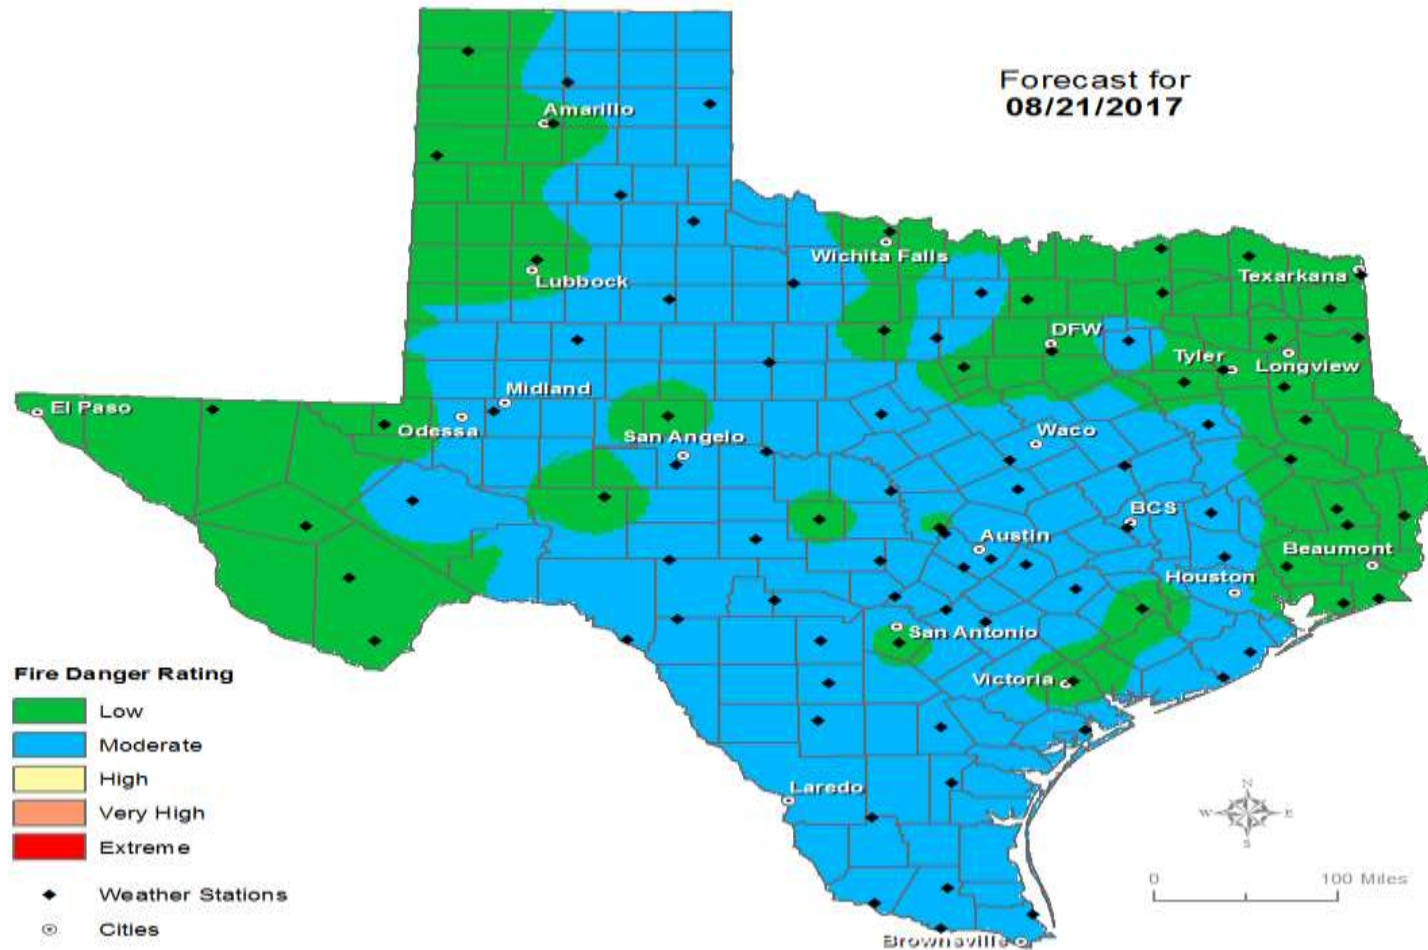 Forecast for
08/21/2017
Amarillo
Wichita Falls
Lubbock
Texarkana
DFW
Tyler
Longview
El Paso
Midland
Odessa
San Angelo
Waco
BCS
Austin
Beaumont
Houston
San Antonio
Victoria
Laredo
Brownsville
Fire Danger Rating
Low
Moderate
High
Very High
Extreme
Weather Stations
Cities
N
W E
S
0 100 Miles